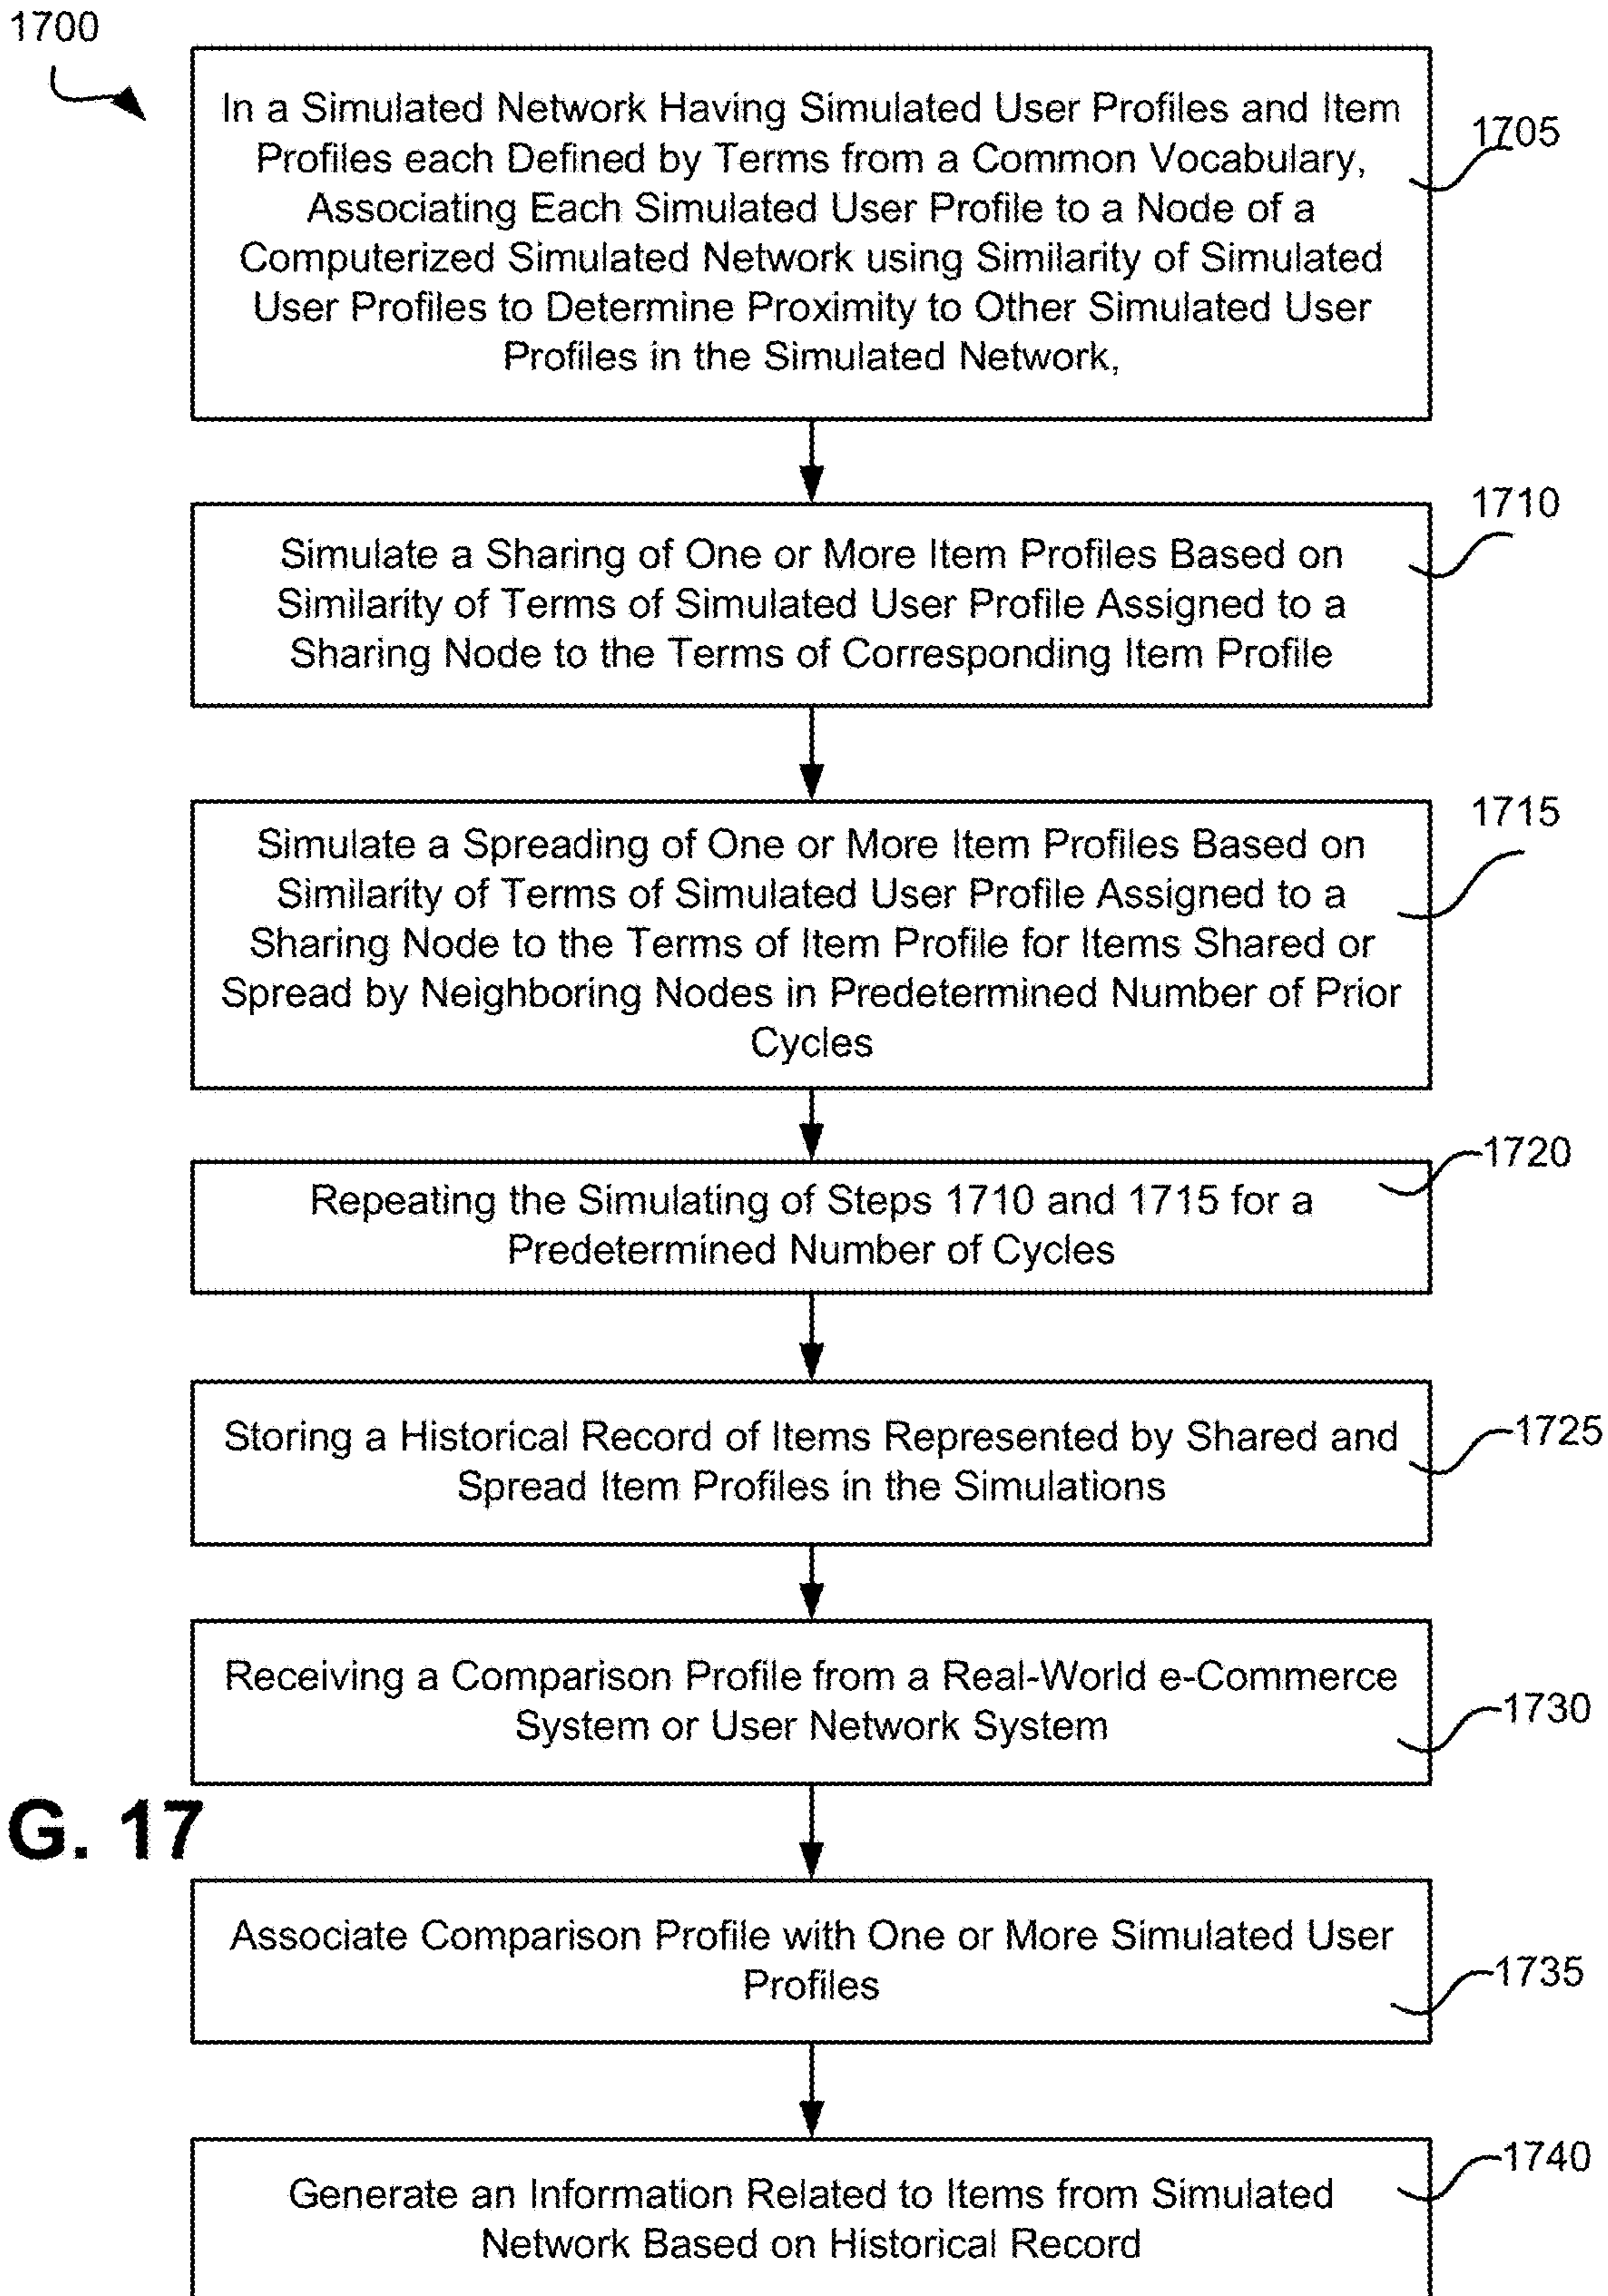 1700
In a Simulated Network Having Simulated User Profiles and Item
Profiles each Defined by Terms from a Common Vocabulary,
Associating Each Simulated User Profile to a Node of a
Computerized Simulated Network using Similarity of Simulated
User Profiles to Determine Proximity to Other Simulated User
Profiles in the Simulated Network,
1705
Simulate a Sharing of One or More Item Profiles Based on
Similarity of Terms of Simulated User Profile Assigned to a
Sharing Node to the Terms of Corresponding Item Profile
1710
Simulate a Spreading of One or More Item Profiles Based on
Similarity of Terms of Simulated User Profile Assigned to a
Sharing Node to the Terms of Item Profile for Items Shared or
Spread by Neighboring Nodes in Predetermined Number of Prior
Cycles
1715
Repeating the Simulating of Steps 1710 and 1715 for a
Predetermined Number of Cycles
1720
Storing a Historical Record of Items Represented by Shared and
Spread Item Profiles in the Simulations
1725
Receiving a Comparison Profile from a Real-World e-Commerce
System or User Network System
1730
G. 17
Associate Comparison Profile with One or More Simulated User
Profiles
1735
Generate an Information Related to Items from Simulated
Network Based on Historical Record
1740